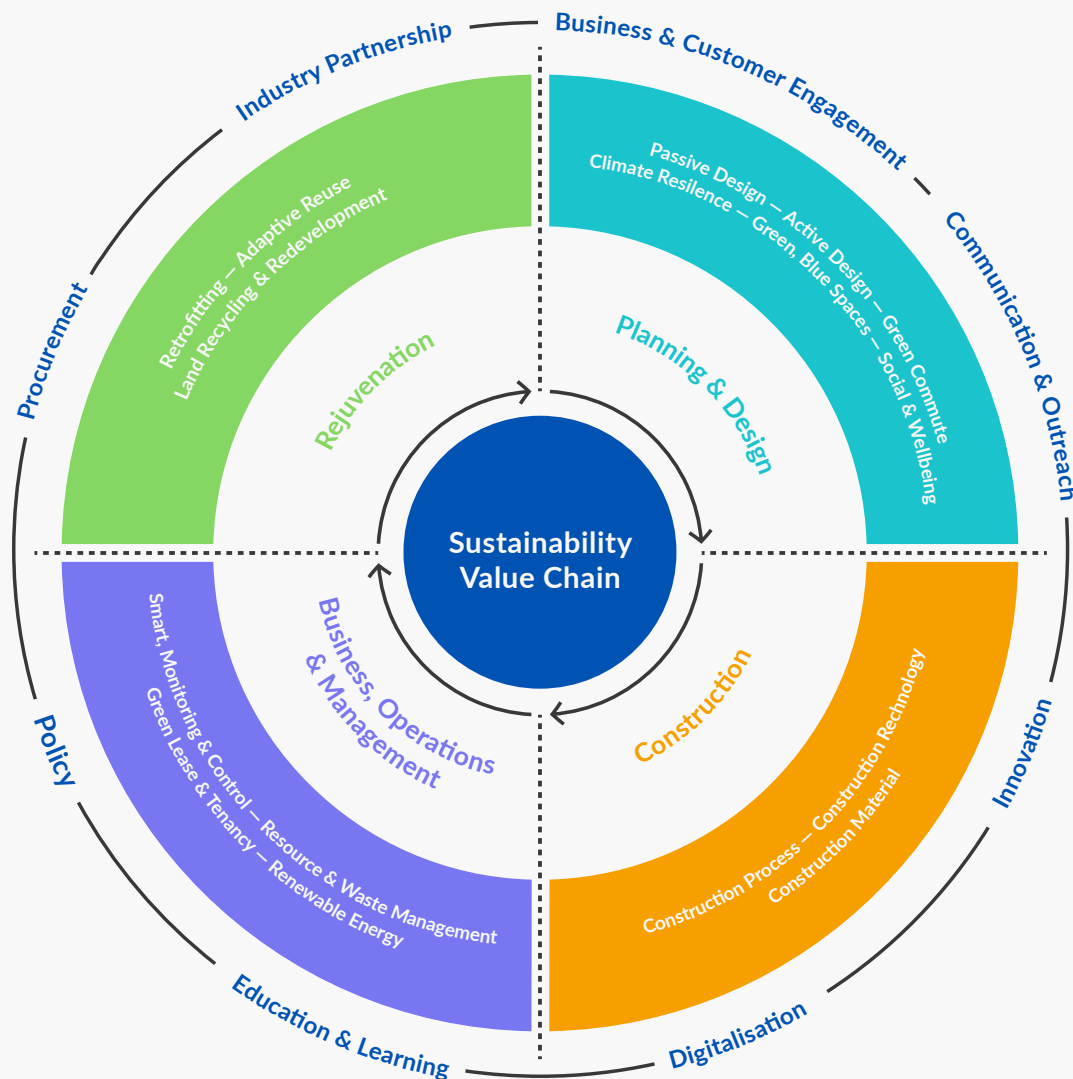 Industry Partnership
Business & Customer Engagement
Communication & Outreach
Innovation
Digitalisation
Education & Learning
Policy
Procurement
Retrofitting — Adaptive Reuse
Land Recycling & Redevelopment
Rejuvenation
Passive Design — Active Design — Green Commute
Climate Resilence — Green, Blue Spaces — Social & Wellbeing
Planning & Design
Sustainability
Value Chain
Business, Operations
& Management
Smart, Monitoring & Control — Resource & Waste Management
Green Lease & Tenancy — Renewable Energy
Construction
Construction Process — Construction Rechnology
Construction Material